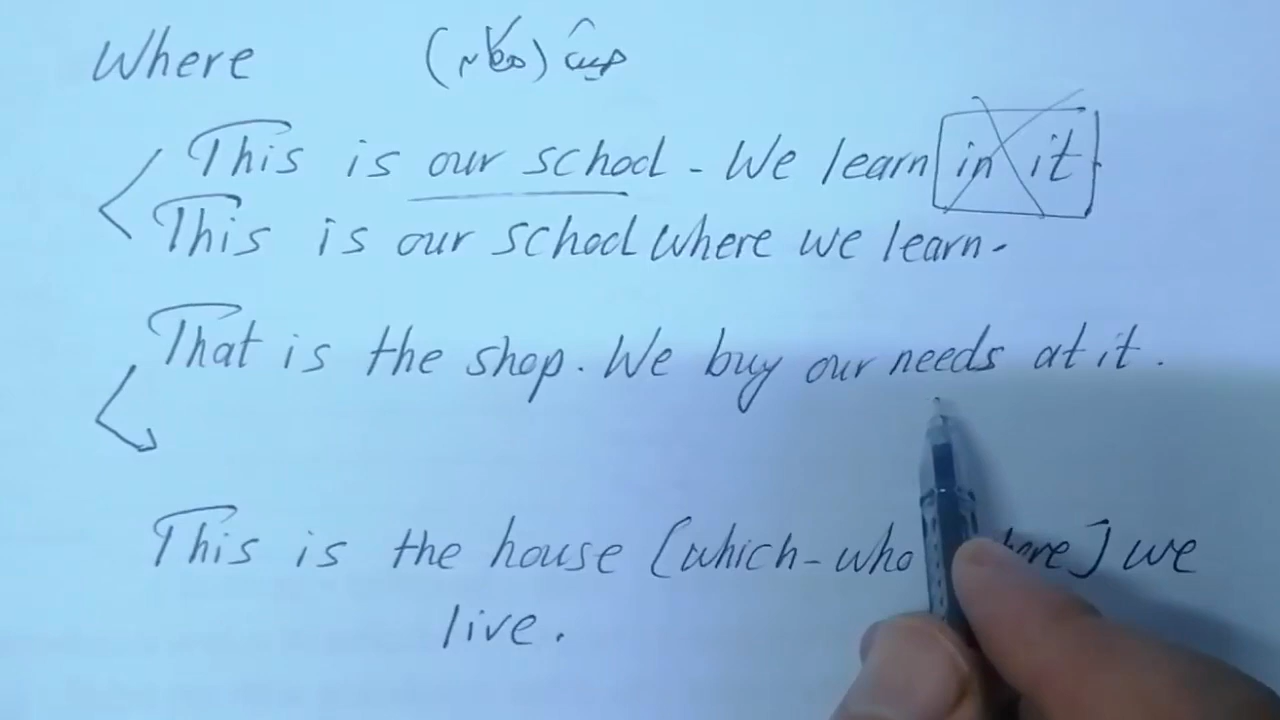 Where (مكان) حيث
This is our school - We learn in it
This is our school Where we learn.
That is the shop. We buy our needs at it.
This is the house [which - who we
live.